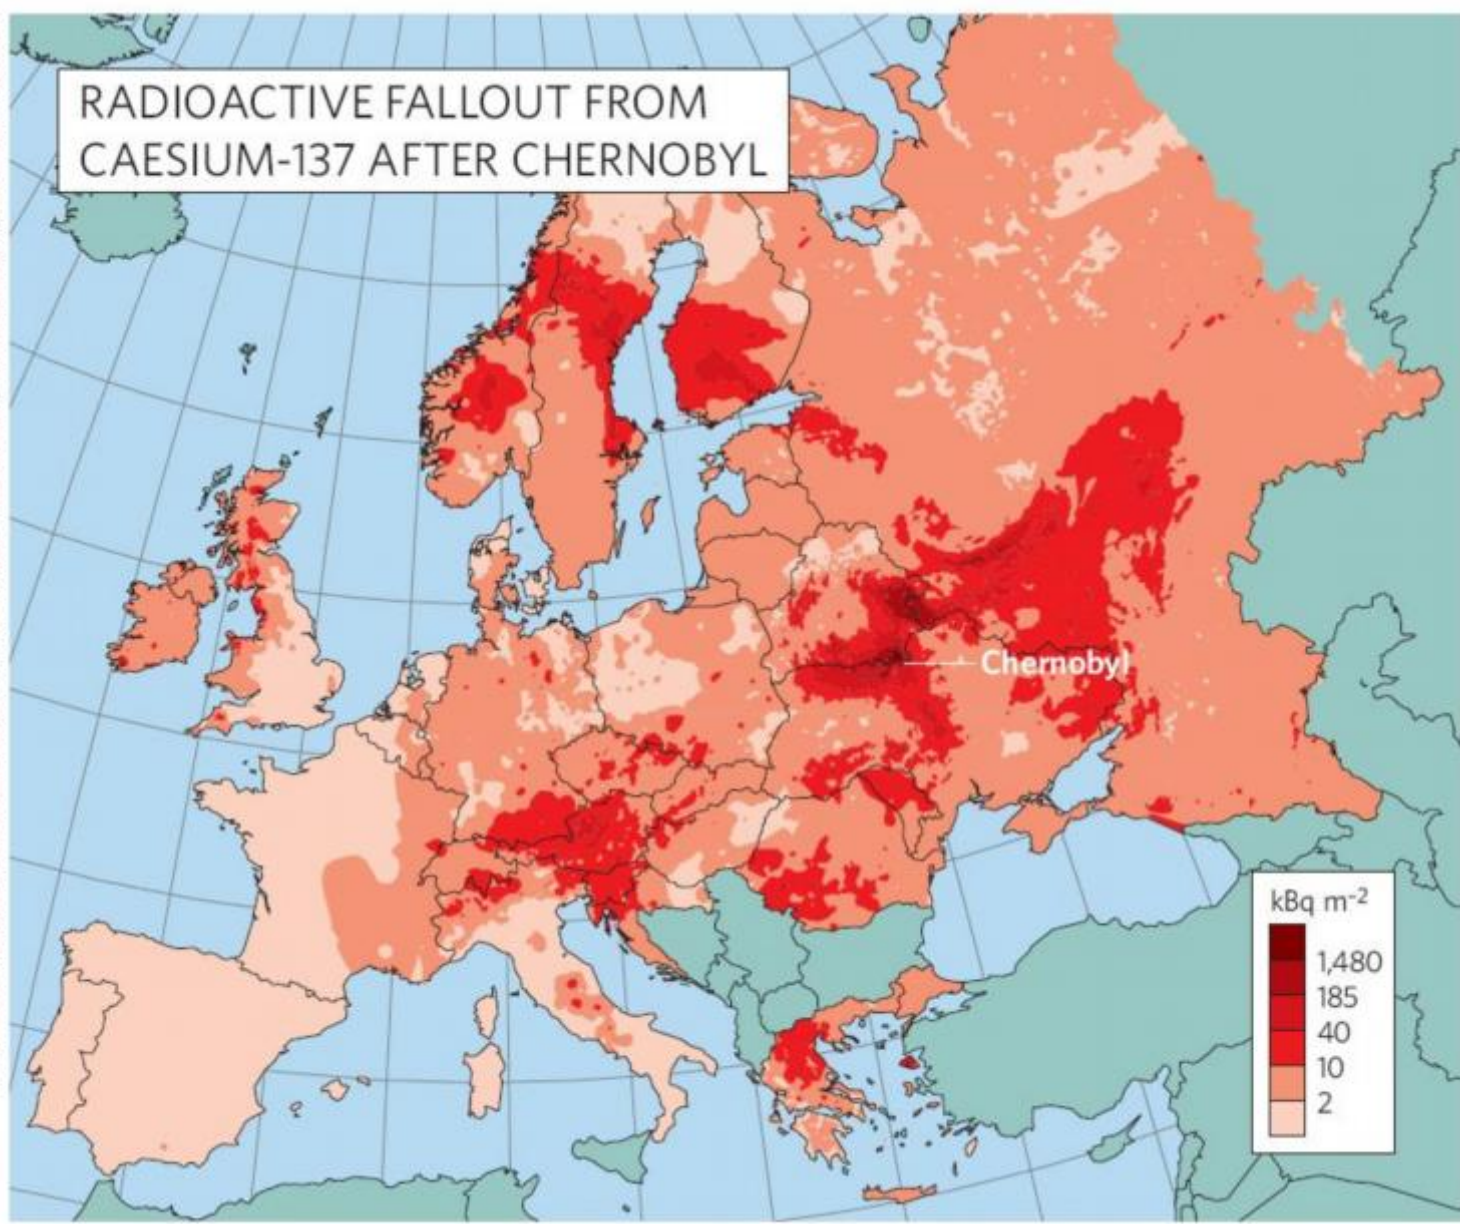 RADIOACTIVE FALLOUT FROM
CAESIUM-137 AFTER CHERNOBYL
Chernobyl
kBq m⁻²
1,480
185
40
10
2